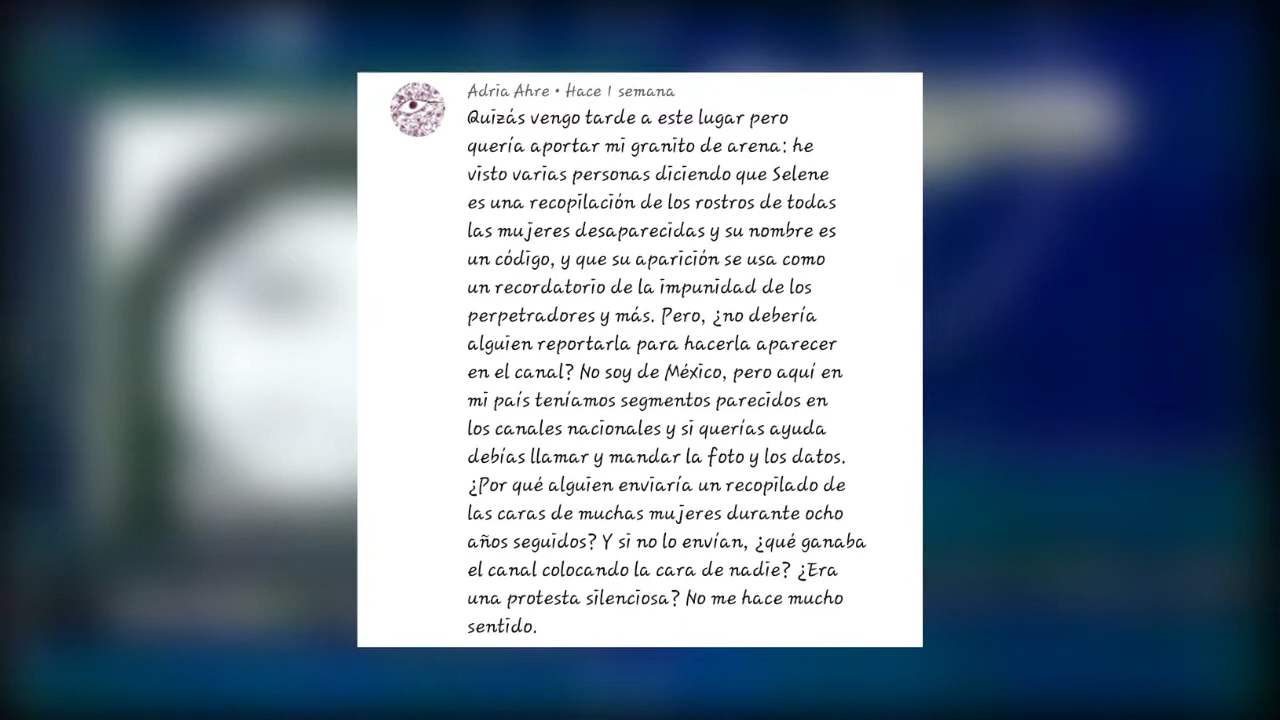 Adria Ahre • Hace 1 semana
Quizás vengo tarde a este lugar pero
quería aportar mi granito de arena: he
visto varias personas diciendo que Selene
es una recopilación de los rostros de todas
las mujeres desaparecidas y su nombre es
un código, y que su aparición se usa como
un recordatorio de la impunidad de los
perpetradores y más. Pero, ¿no debería
alguien reportarla para hacerla aparecer
en el canal? No soy de México, pero aquí en
mi país teníamos segmentos parecidos en
los canales nacionales y si querías ayuda
debías llamar y mandar la foto y los datos.
¿Por qué alguien enviaría un recopilado de
las caras de muchas mujeres durante ocho
años seguidos? Y si no lo envían, ¿qué ganaba
el canal colocando la cara de nadie? ¿Era
una protesta silenciosa? No me hace mucho
sentido.